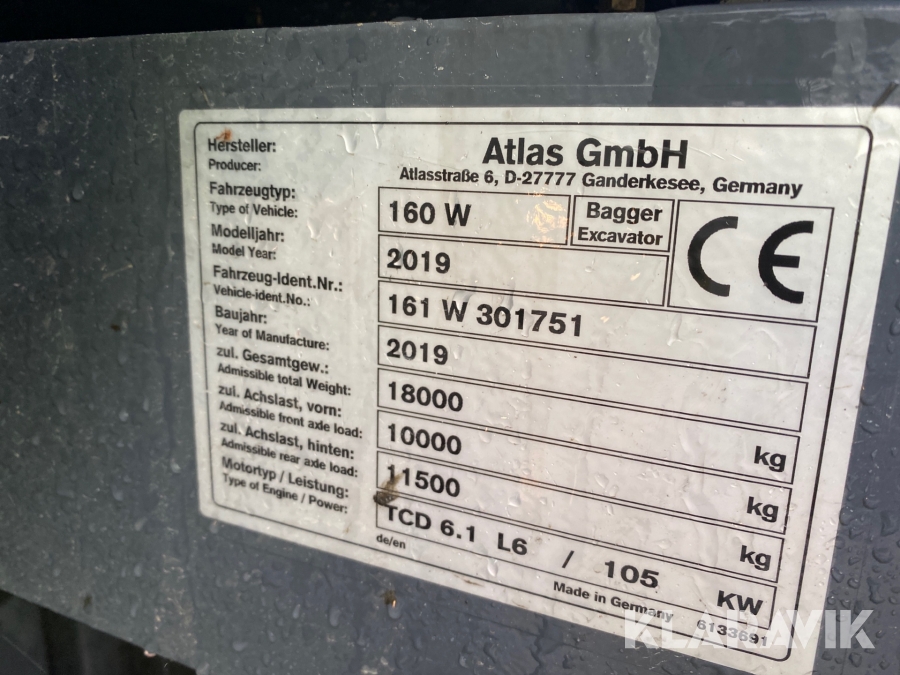 Hersteller:
Producer:
Atlas GmbH
Atlasstraße 6, D-27777 Ganderkesee, Germany
Fahrzeugtyp:
Type of Vehicle:
160 W
Bagger
Excavator
CE
Modelljahr:
Model Year:
2019
Fahrzeug-Ident.Nr.:
Vehicle-ident.No.:
161 W 301751
Baujahr:
Year of Manufacture:
2019
zul. Gesamtgew.:
Admissible total Weight:
18000 kg
zul. Achslast, vorn:
Admissible front axle load:
10000 kg
zul. Achslast, hinten:
Admissible rear axle load:
11500 kg
Motortyp / Leistung:
Type of Engine / Power:
TCD 6.1 L6 / 105 KW
de/en
Made in Germany
6133691
KLARAVIK